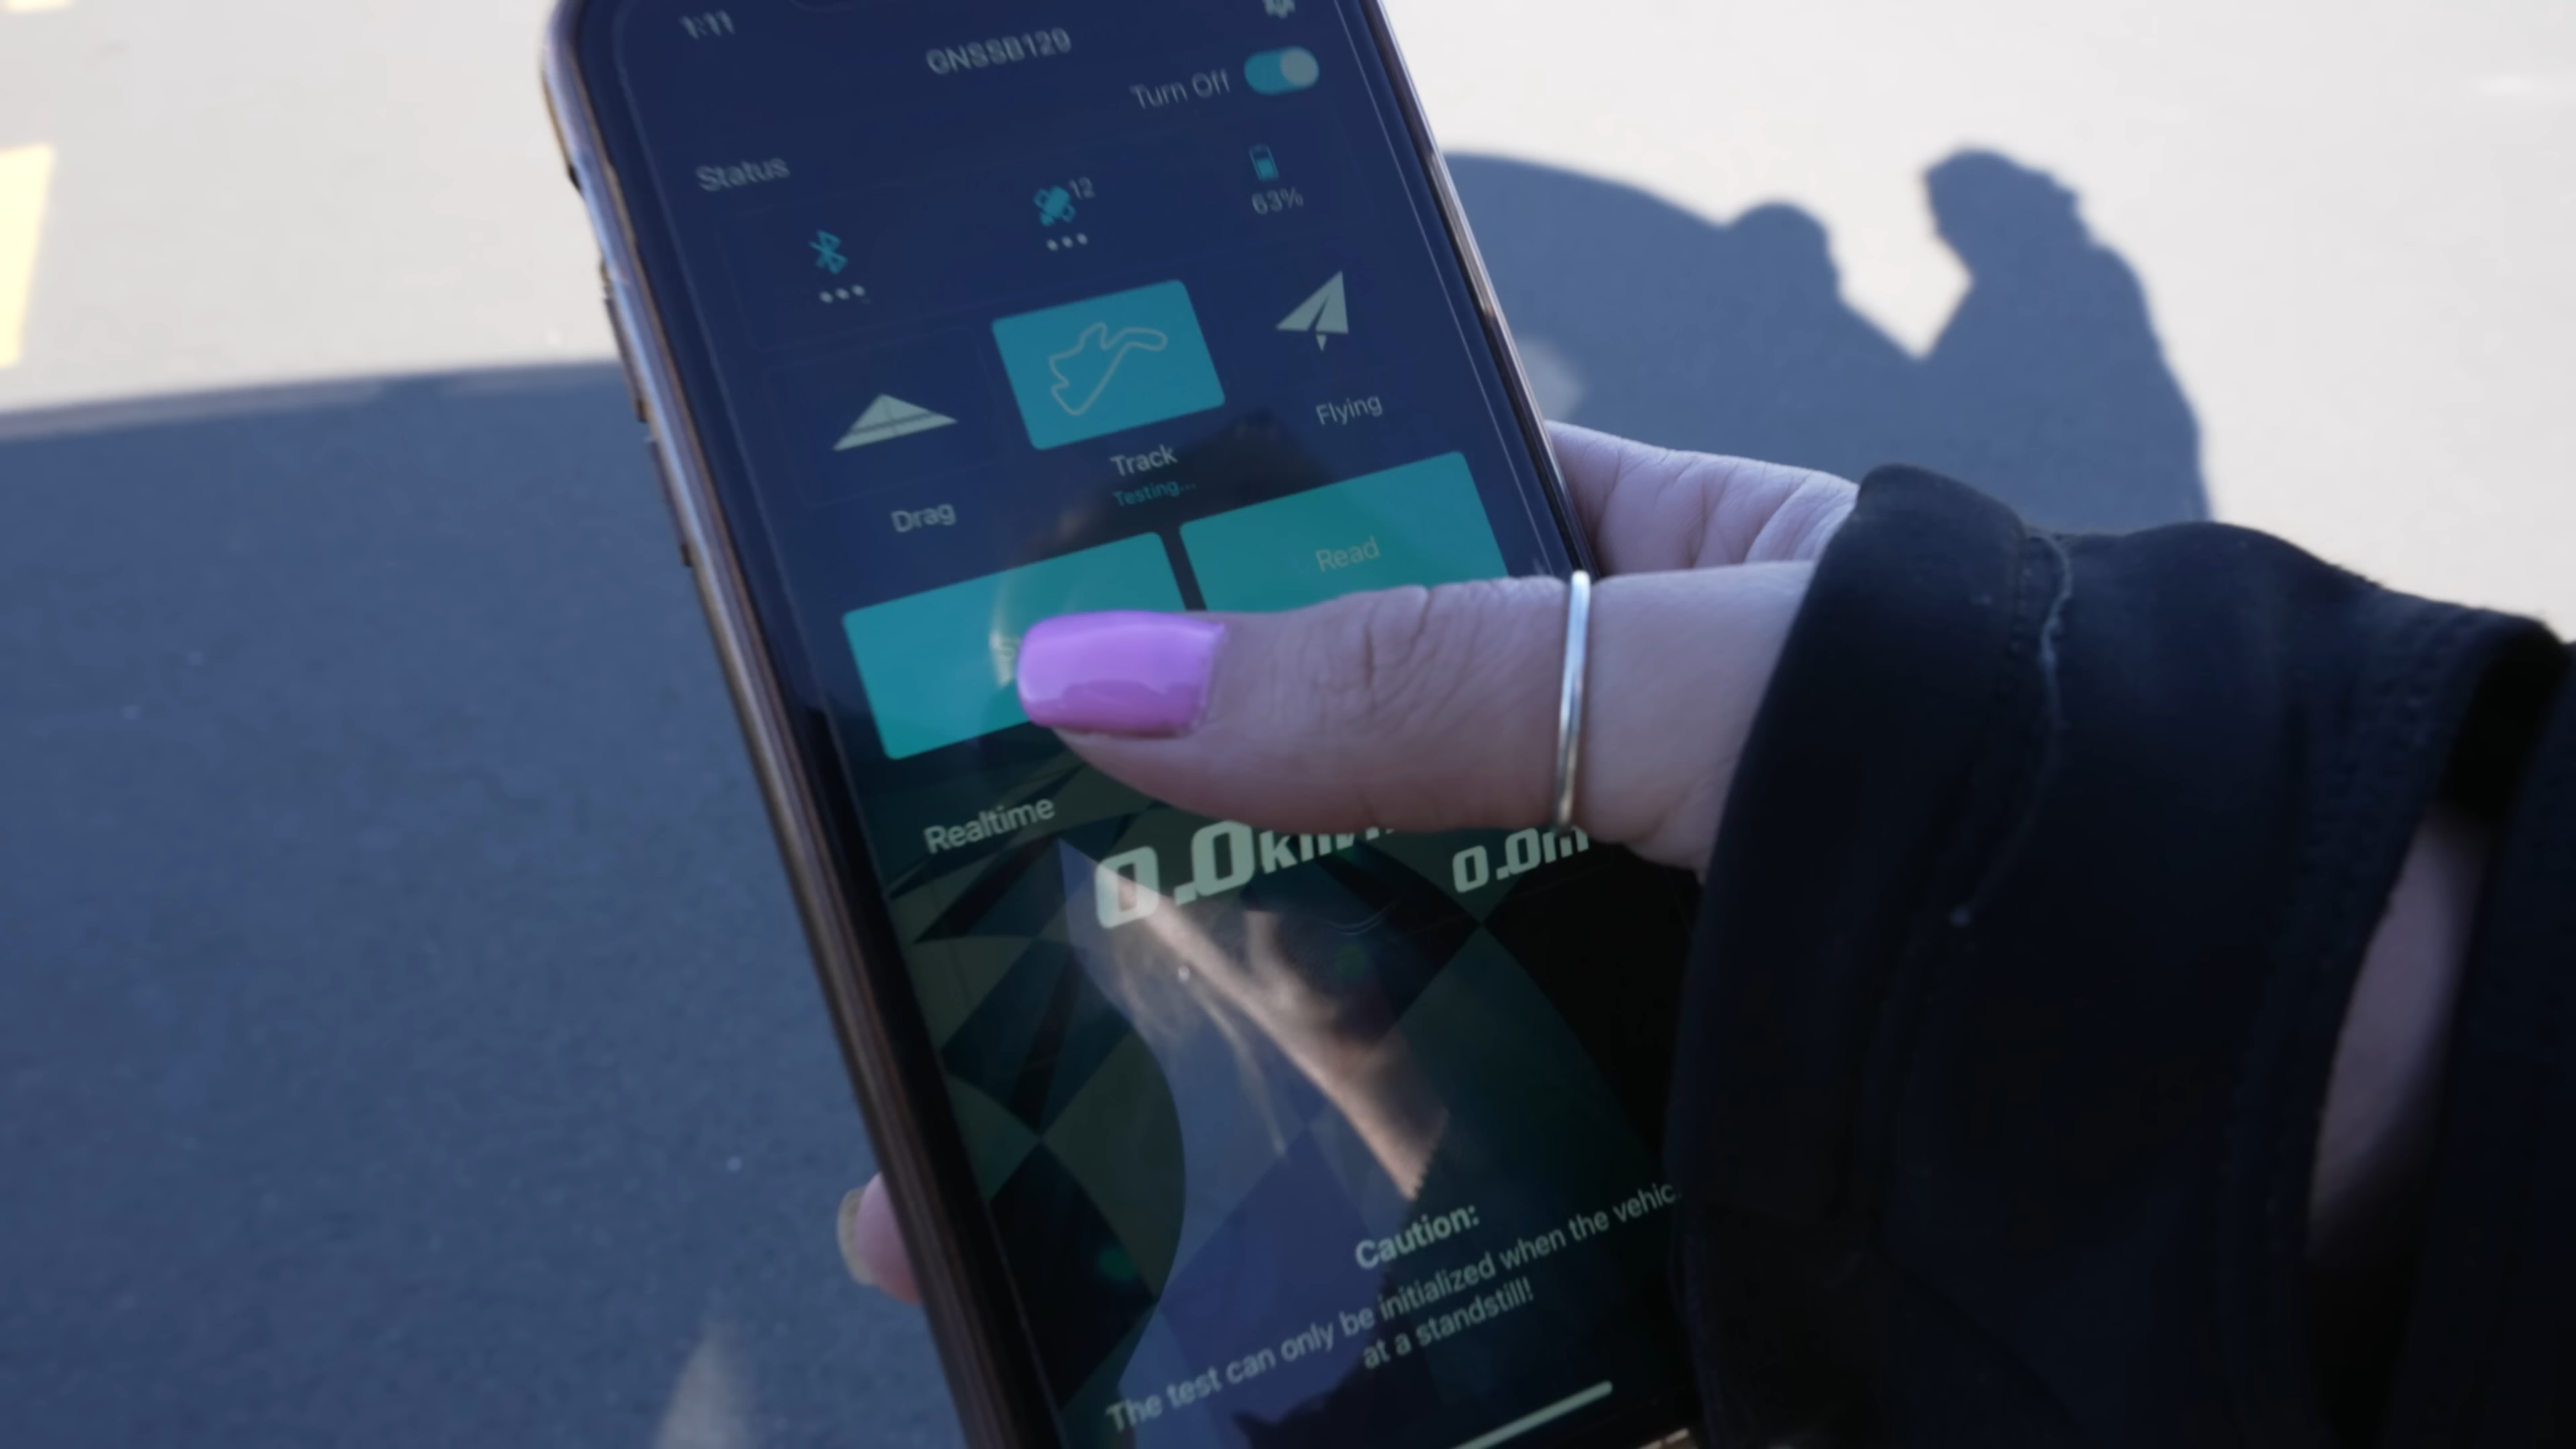 1:11
GNSSB129
Turn Off
Status
12
63%
Drag
Track
Testing...
Flying
Read
Realtime
0.0km/h
0.0m
Caution:
The test can only be initialized when the vehic
at a standstill!